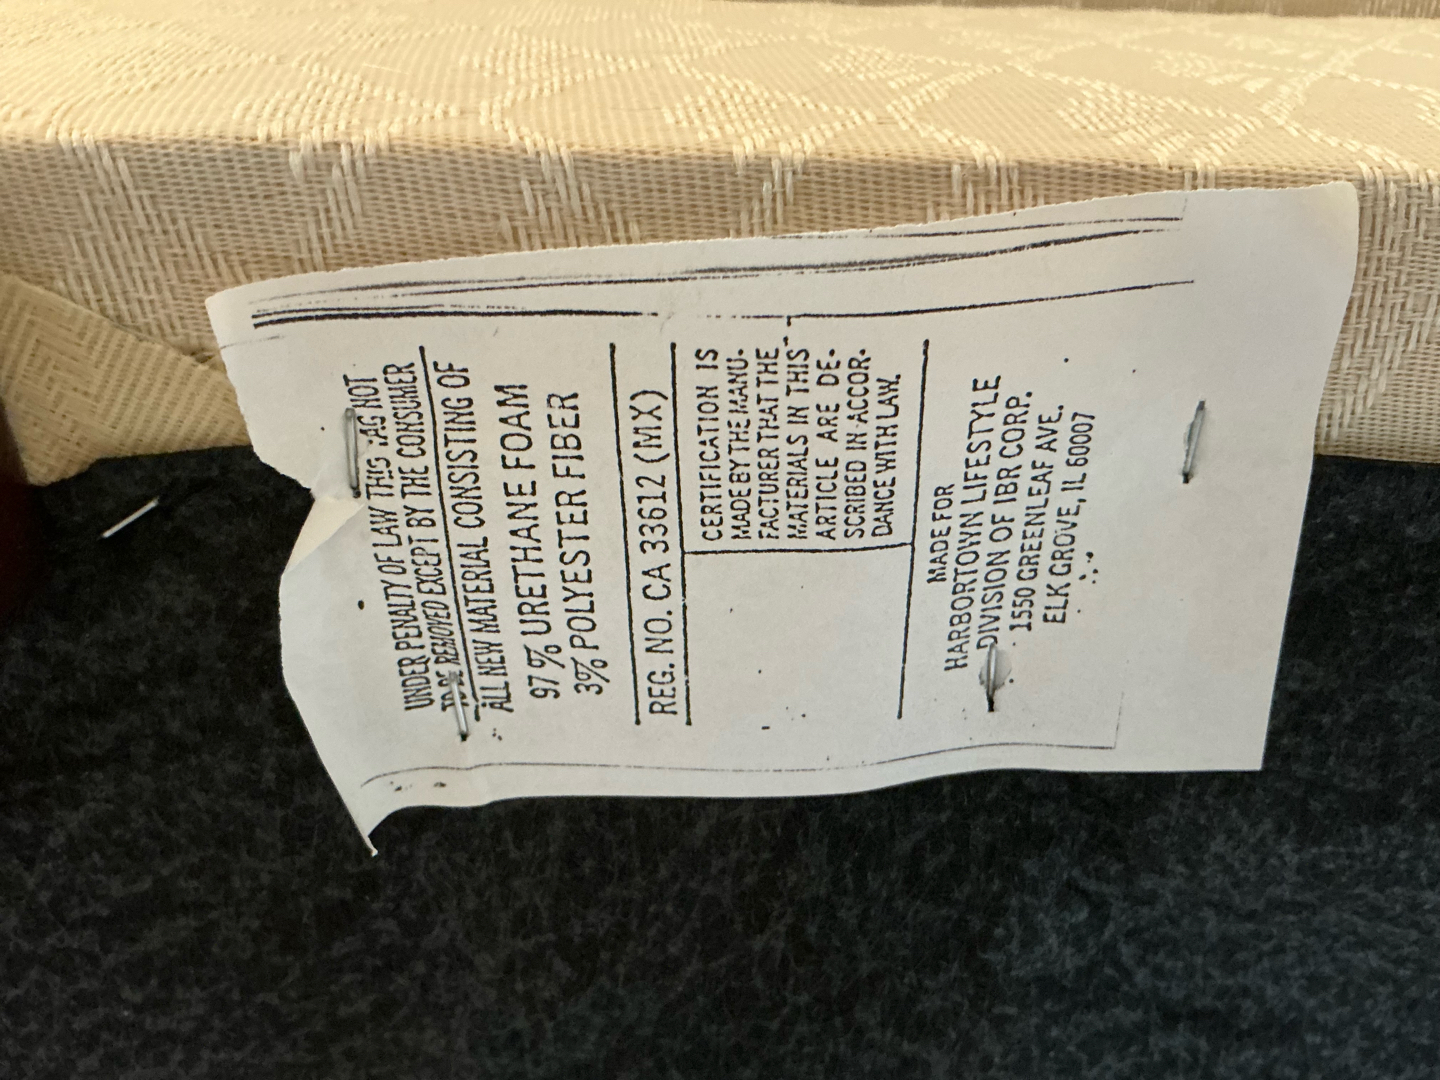 UNDER PENALTY OF LAW THIS TAG NOT
TO BE REMOVED EXCEPT BY THE CONSUMER
ALL NEW MATERIAL CONSISTING OF
97% URETHANE FOAM
3% POLYESTER FIBER
REG. NO. CA 33612 (MX)
CERTIFICATION IS
MADE BY THE MANU-
FACTURER THAT THE
MATERIALS IN THIS
ARTICLE ARE DE-
SCRIBED IN ACCOR-
DANCE WITH LAW.
MADE FOR
HARBORTOWN LIFESTYLE
DIVISION OF IBR CORP.
1550 GREENLEAF AVE.
ELK GROVE, IL 60007